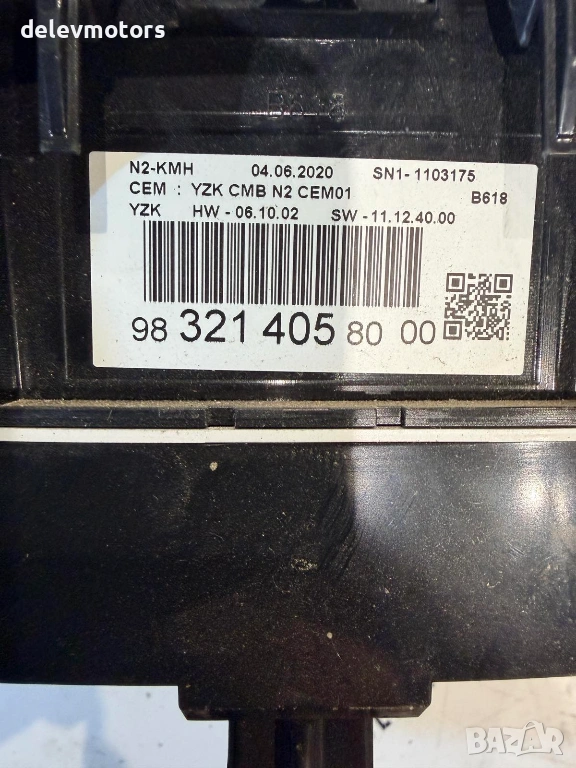 delevmotors
N2-KMH 04.06.2020 SN1-1103175
CEM : YZK CMB N2 CEM01 B618
YZK HW -06.10.02 SW -11.12.40.00
98 321 405 80 00
BAZAR